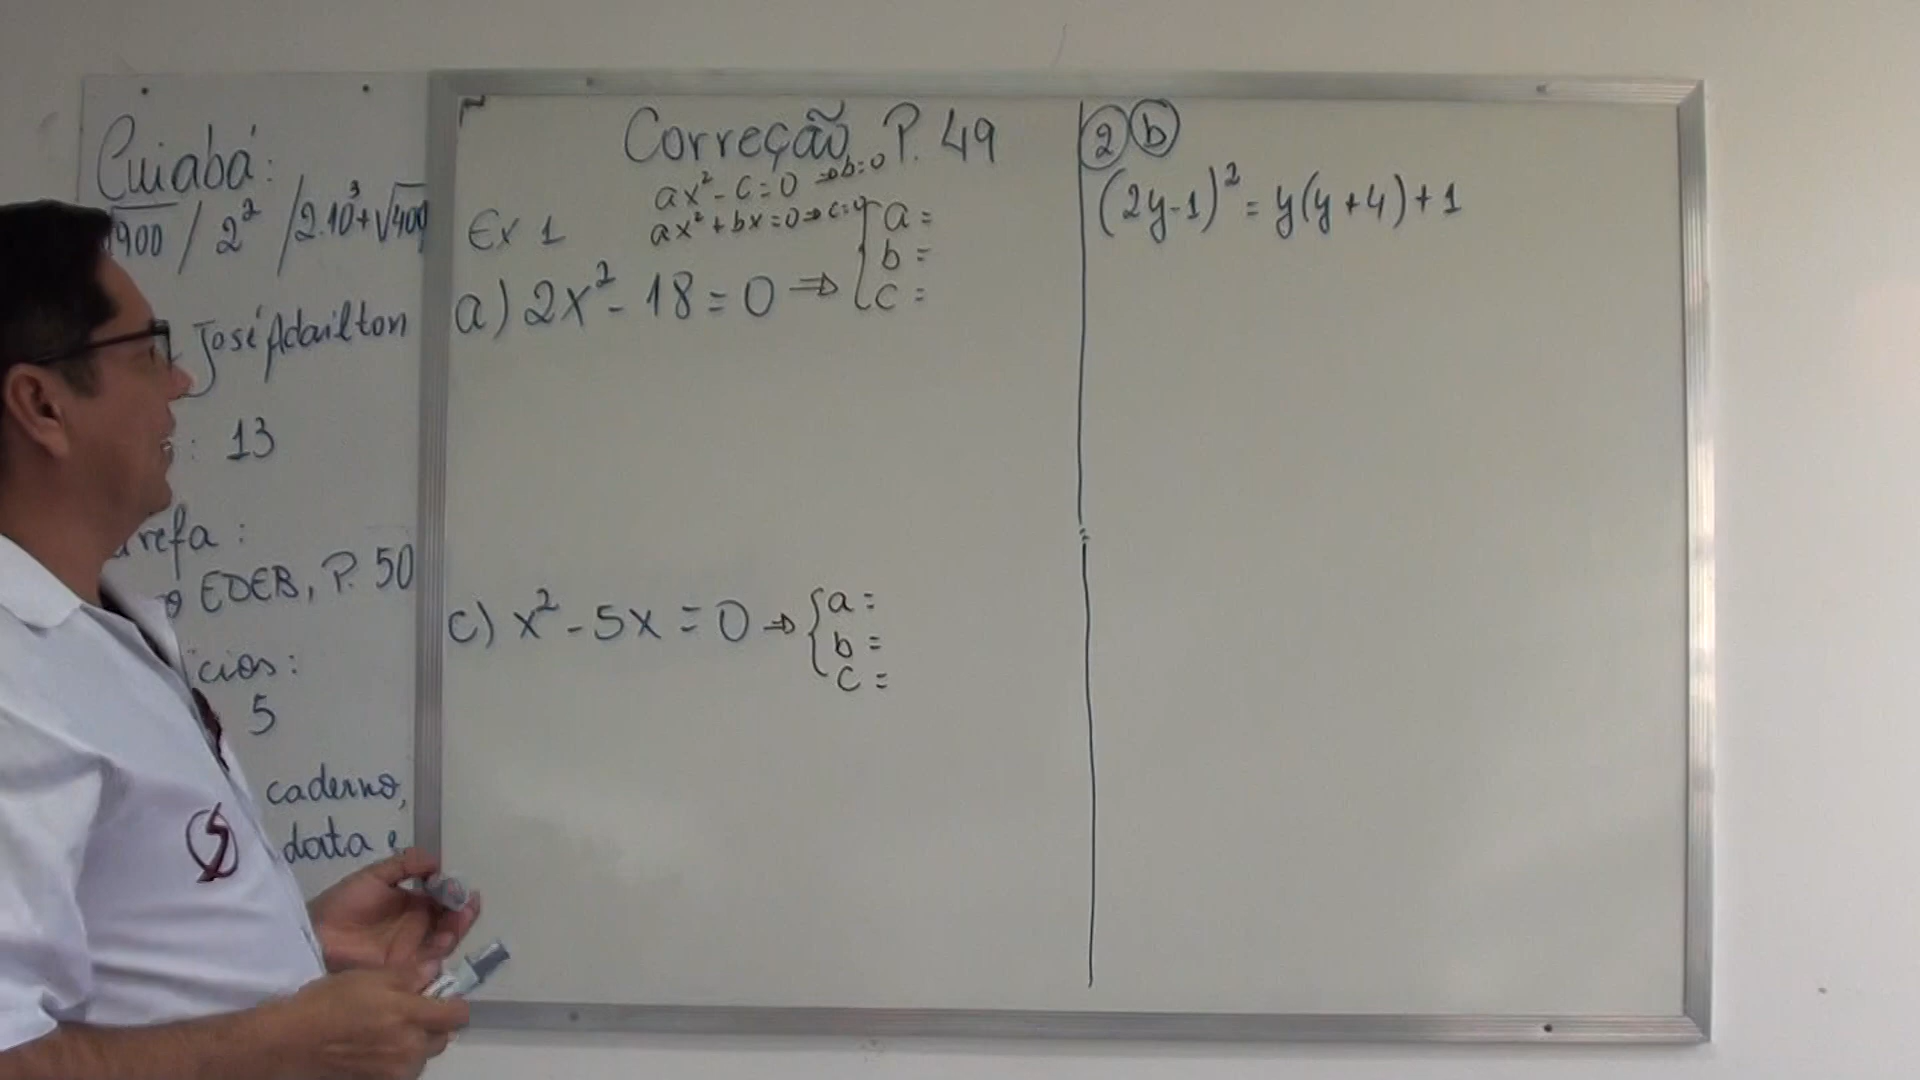 Cuiabá:
√900 / 2² / 2.10³+√400
José Adailton
: 13
refa :
EDEB, P. 50
cios:
5
caderno,
data e
Correção P. 49
ax² - c = 0 ⇒ b=0
ax² + bx = 0 ⇒ c=0
Ex 1
a) 2x² - 18 = 0 ⇒ { a =
b =
c =
c) x² - 5x = 0 ⇒ { a =
b =
c =
2 b
(2y-1)² = y(y+4)+1